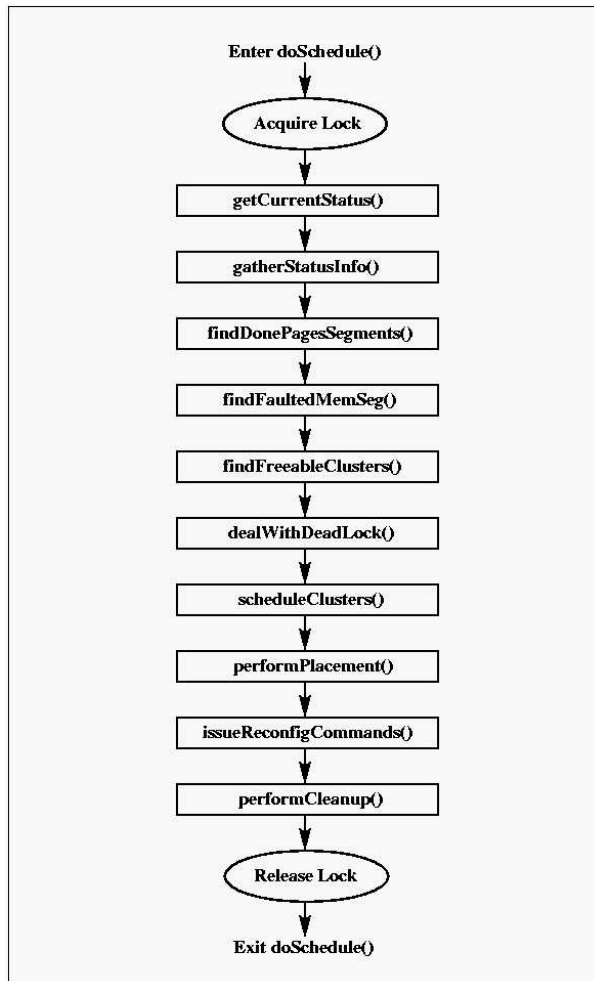 Enter doSchedule()
Acquire Lock
getCurrentStatus()
gatherStatusInfo()
findDonePagesSegments()
findFaultedMemSeg()
findFreeableClusters()
dealWithDeadLock()
scheduleClusters()
performPlacement()
issueReconfigCommands()
performCleanup()
Release Lock
Exit doSchedule()